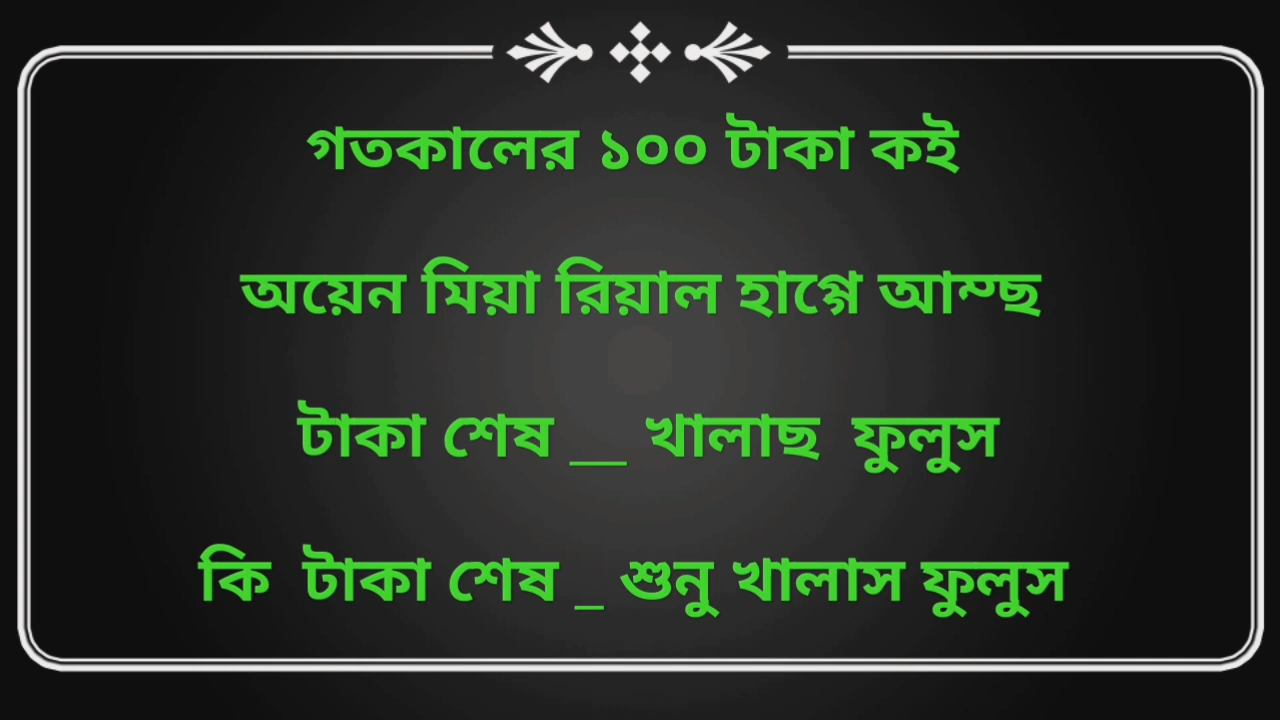 গতকালের ১০০ টাকা কই
অয়েন মিয়া রিয়াল হাগ্গে আম্ছ
টাকা শেষ __ খালাছ ফুলুস
কি টাকা শেষ _ শুনু খালাস ফুলুস